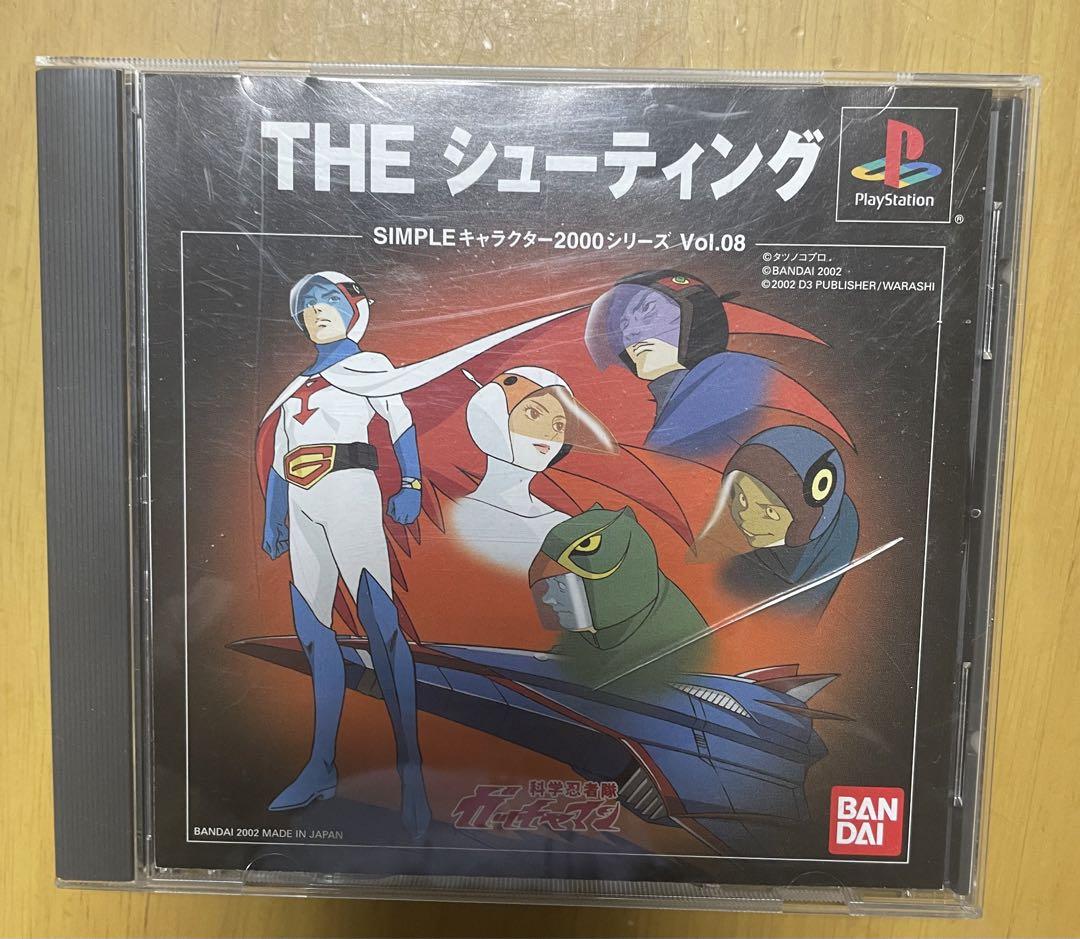 THE シューティング
PlayStation
®
SIMPLEキャラクター2000シリーズ Vol.08
©タツノコプロ。
©BANDAI 2002
©2002 D3 PUBLISHER/WARASHI
G
科学忍者隊
ガッチャマン
BANDAI 2002 MADE IN JAPAN
BAN
DAI